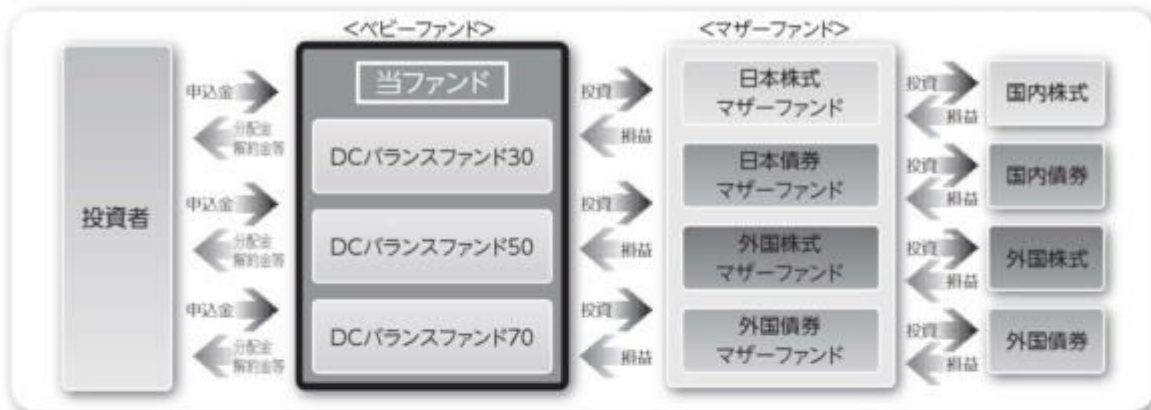 <ベビーファンド>
<マザーファンド>
投資者
申込金
分配金
解約金等
申込金
分配金
解約金等
申込金
分配金
解約金等
当ファンド
DCバランスファンド30
DCバランスファンド50
DCバランスファンド70
投資
損益
投資
損益
投資
損益
日本株式
マザーファンド
日本債券
マザーファンド
外国株式
マザーファンド
外国債券
マザーファンド
投資
損益
投資
損益
投資
損益
投資
損益
国内株式
国内債券
外国株式
外国債券